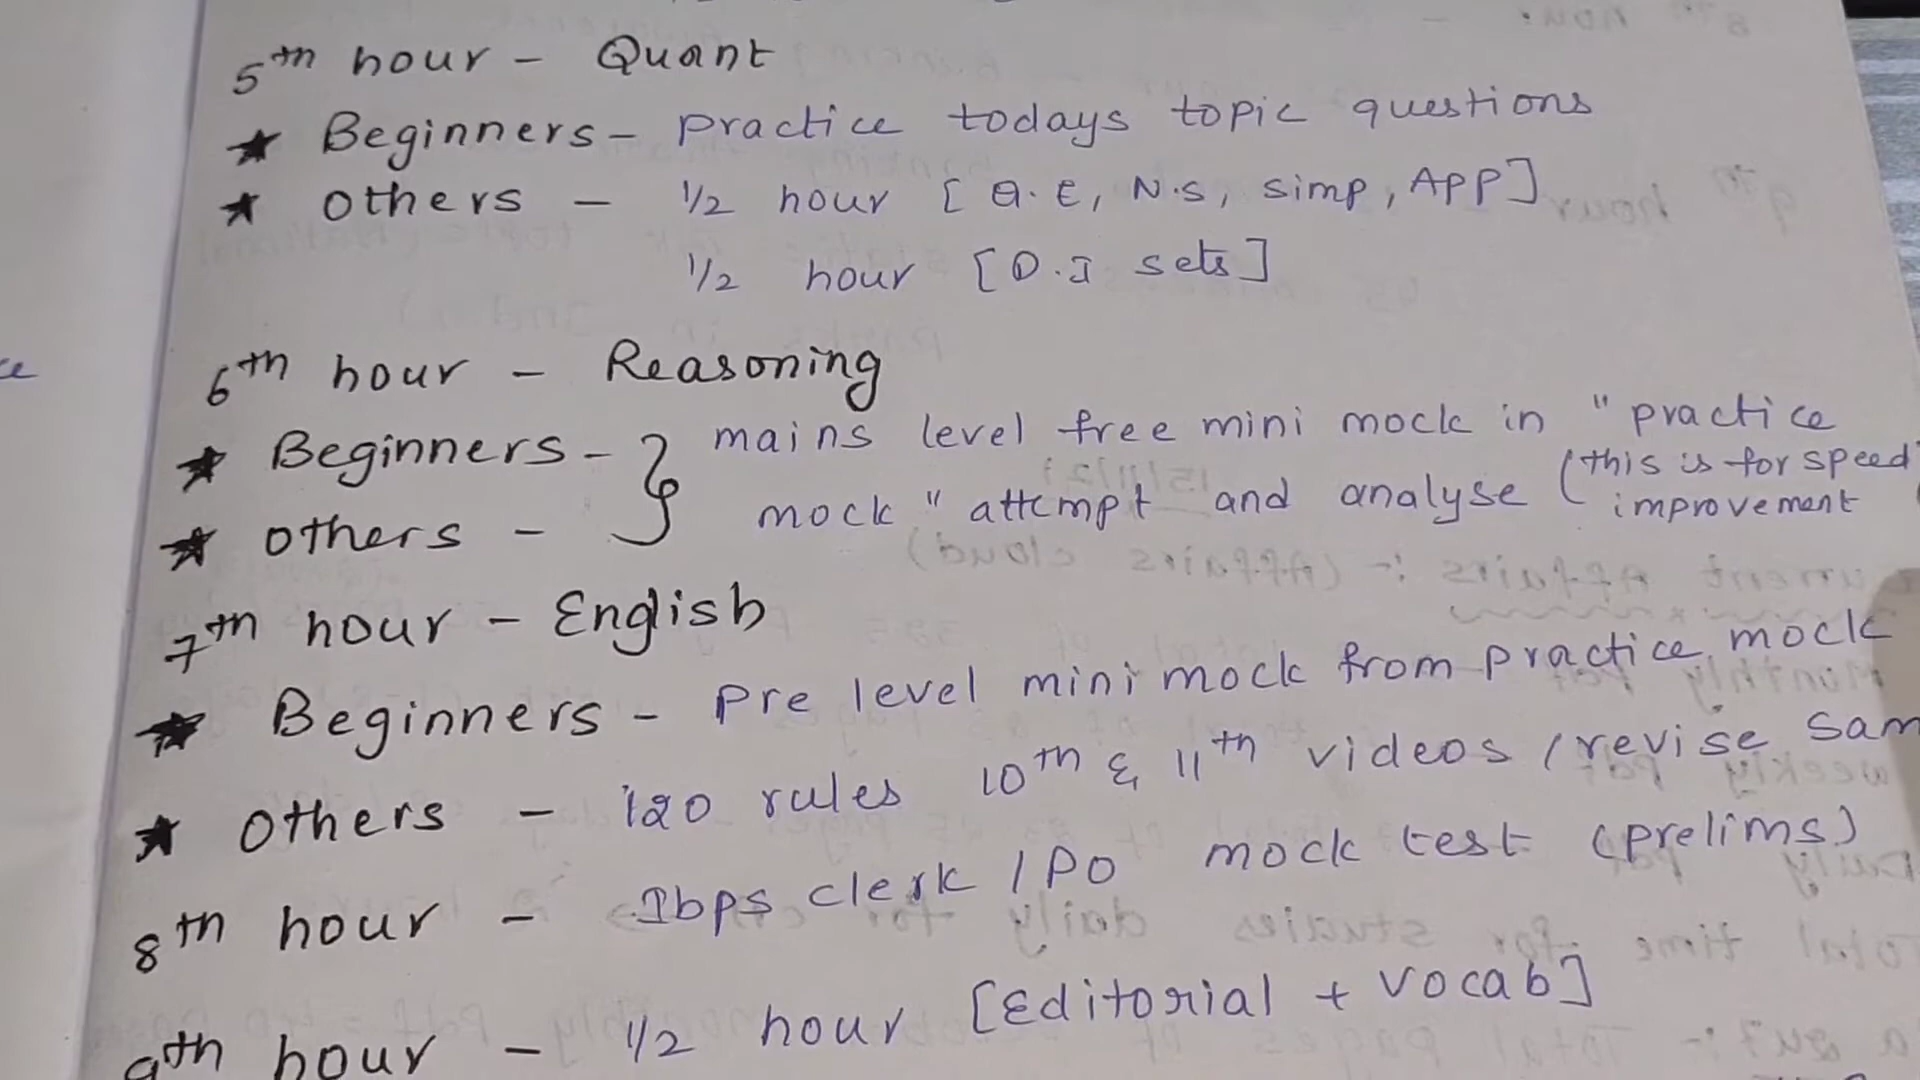 5th hour - Quant
★ Beginners - practice todays topic questions
★ others - 1/2 hour [Q.E, N.S, simp, APP]
1/2 hour [D.I sets]
6th hour - Reasoning
★ Beginners - } mains level free mini mock in "practice
★ others - mock" attempt and analyse (this is for speed improvement
7th hour - English
★ Beginners - pre level mini mock from practice mock
★ others - 120 rules 10th & 11th videos / revise sam
8th hour - Ibps clerk / PO mock test (prelims)
9th hour - 1/2 hour [Editorial + vocab]